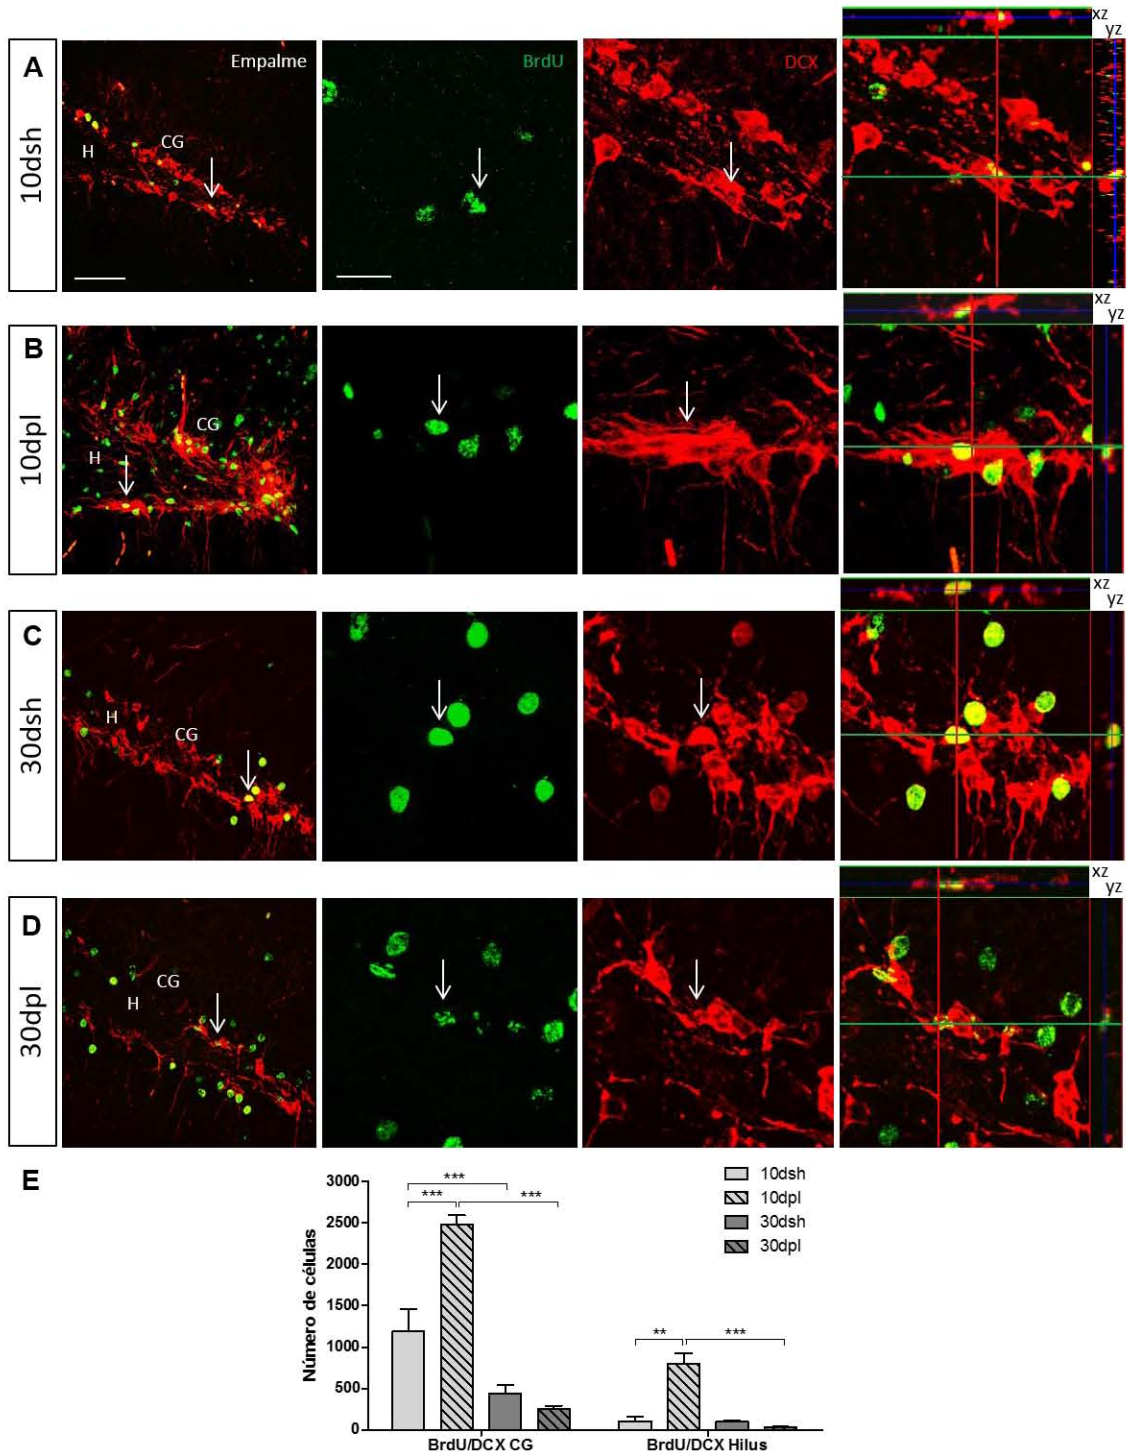 A
10dsh
Empalme
H
CG
BrdU
DCX
xz
yz
B
10dpl
H
CG
xz
yz
C
30dsh
H
CG
xz
yz
D
30dpl
CG
H
xz
yz
E
Número de células
3000
2500
2000
1500
1000
500
0
***
*** ***
** ***
10dsh
10dpl
30dsh
30dpl
BrdU/DCX CG BrdU/DCX Hilus